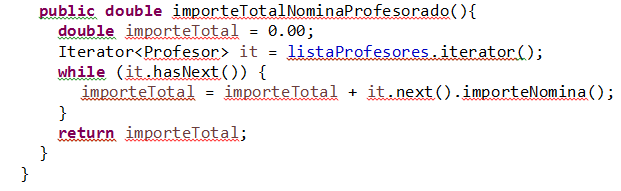 public double importeTotalNominaProfesorado(){
double importeTotal = 0.00;
Iterator<Profesor> it = listaProfesores.iterator();
while (it.hasNext()) {
importeTotal = importeTotal + it.next().importeNomina();
}
return importeTotal;
}
}